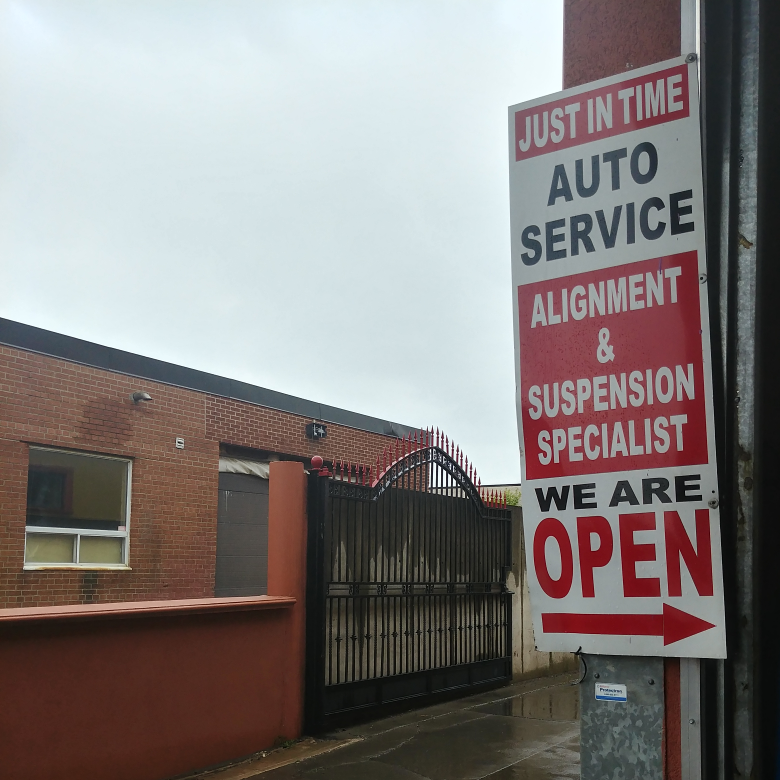 JUST IN TIME
AUTO
SERVICE
ALIGNMENT
&
SUSPENSION
SPECIALIST
WE ARE
OPEN
Protectron